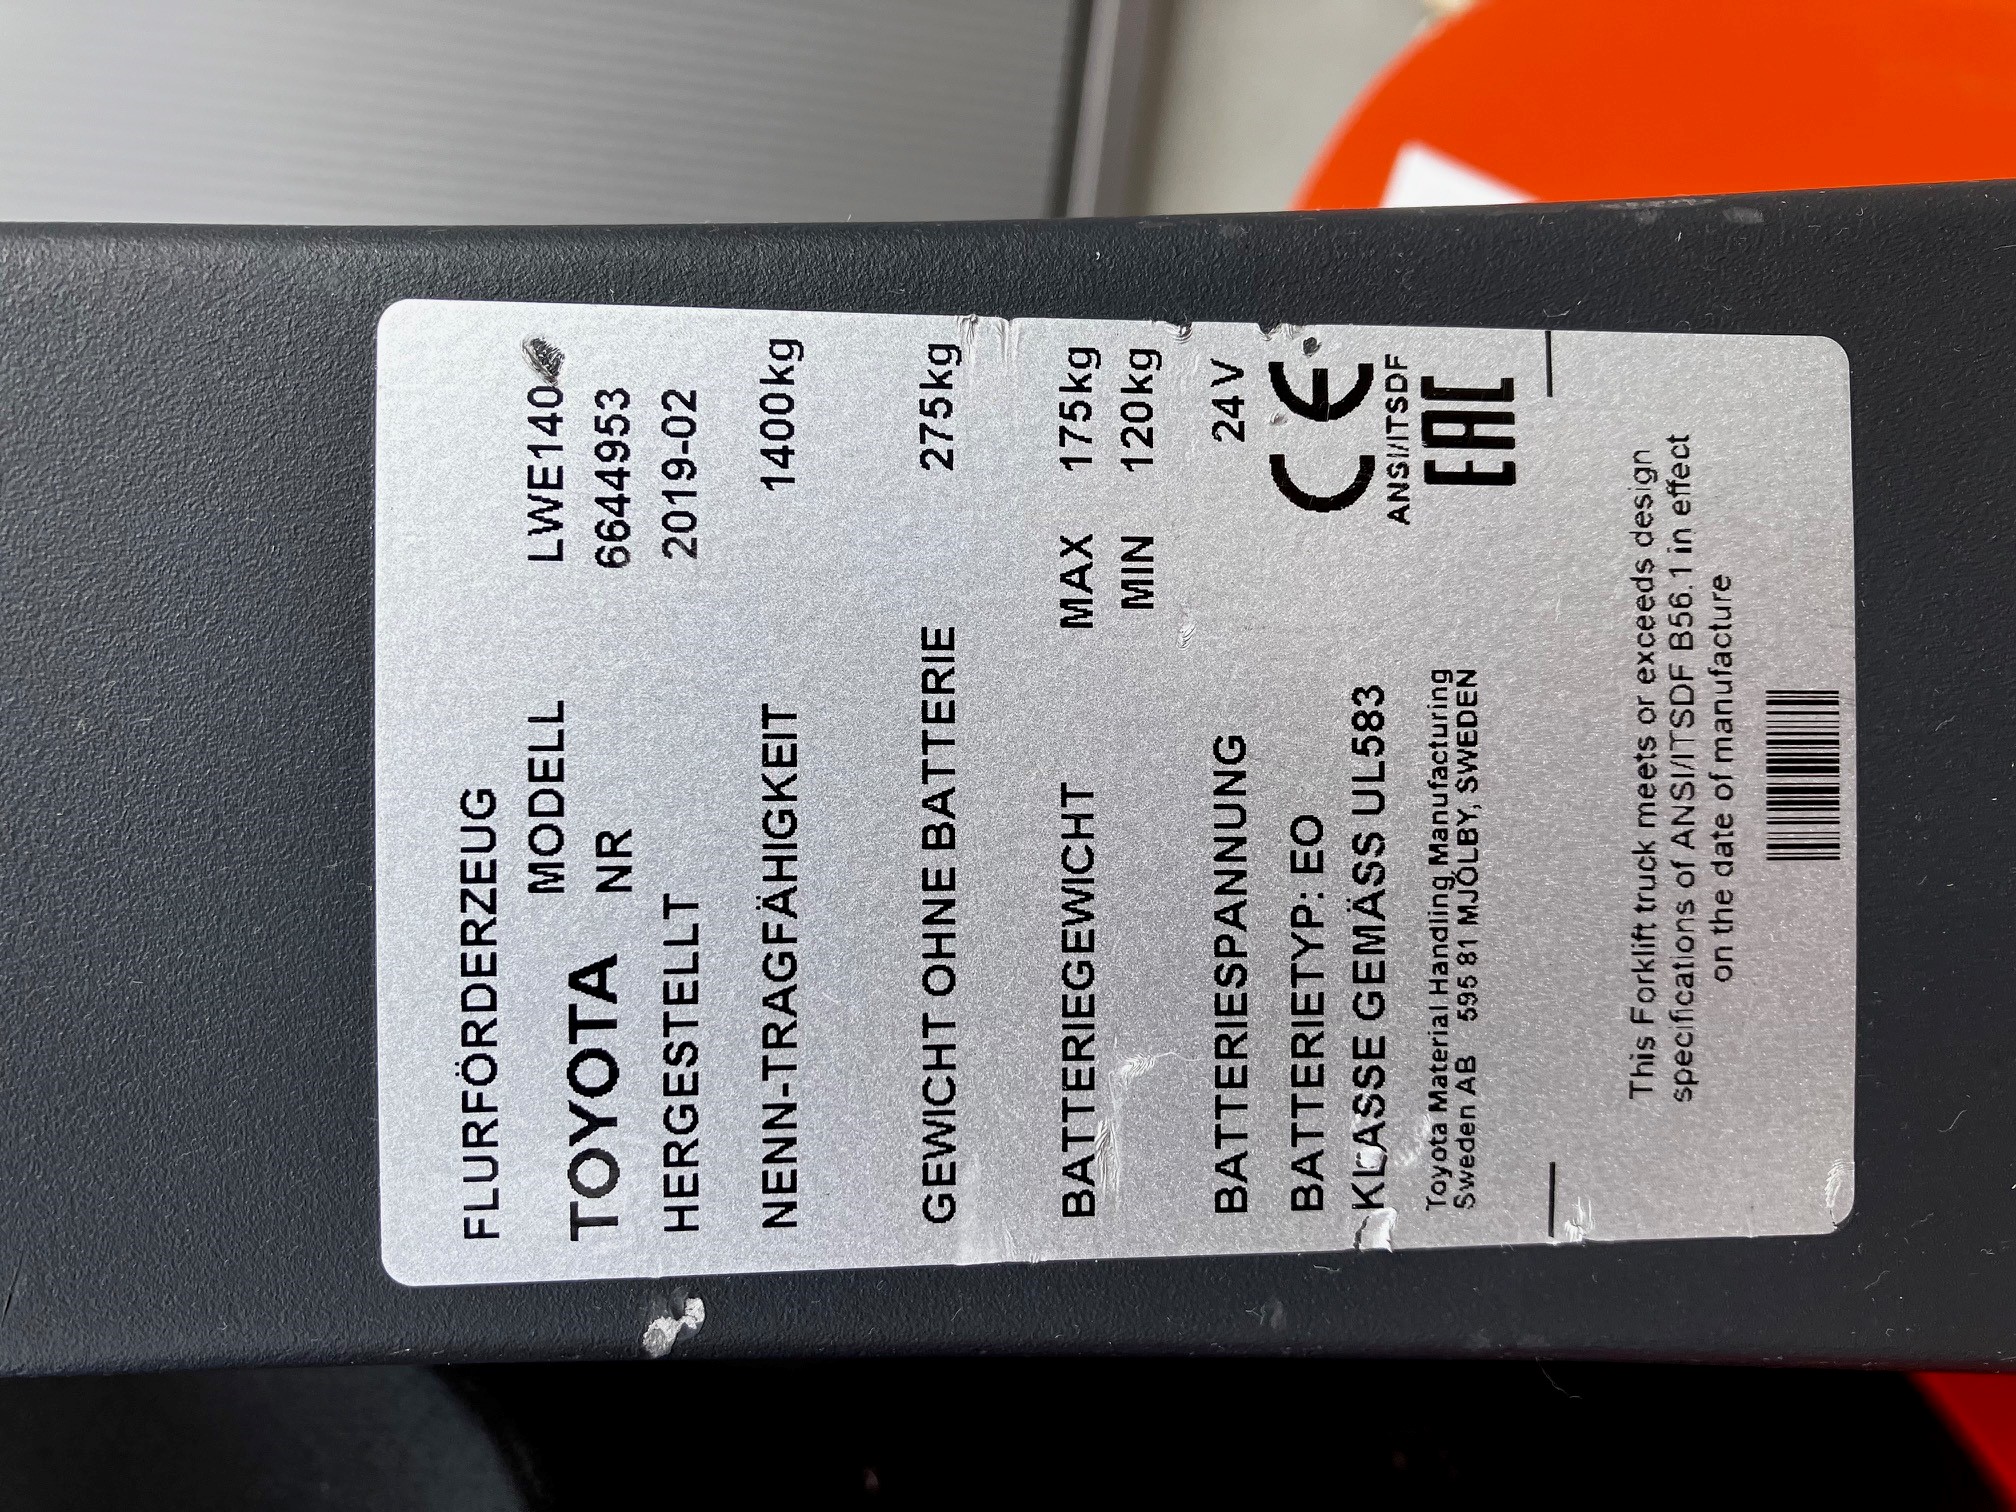 FLURFÖRDERZEUG
MODELL LWE140
TOYOTA NR 6644953
HERGESTELLT 2019-02
NENN-TRAGFÄHIGKEIT 1400kg
GEWICHT OHNE BATTERIE 275kg
BATTERIEGEWICHT MAX 175kg
MIN 120kg
BATTERIESPANNUNG 24V
BATTERIETYP: EO
KLASSE GEMÄSS UL583
CE
ANSI/ITSDF
EAC
Toyota Material Handling Manufacturing
Sweden AB 595 81 MJÖLBY, SWEDEN
This Forklift truck meets or exceeds design
specifications of ANSI/ITSDF B56.1 in effect
on the date of manufacture